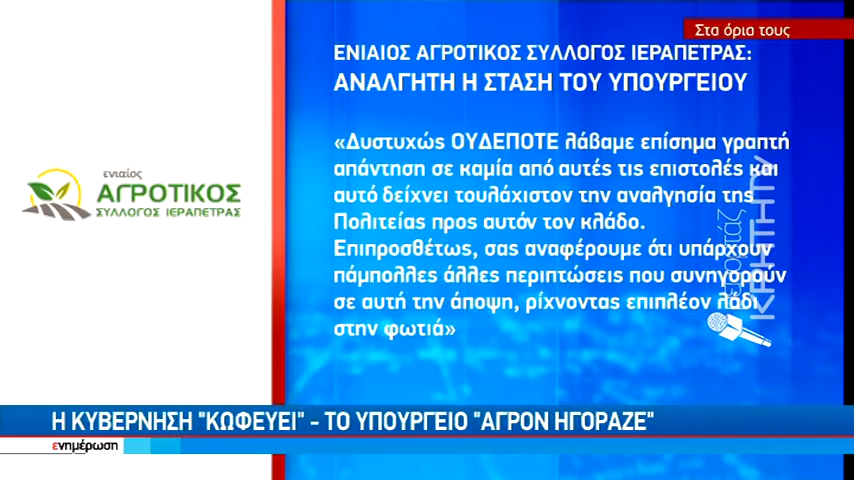 Στα όρια τους
ΕΝΙΑΙΟΣ ΑΓΡΟΤΙΚΟΣ ΣΥΛΛΟΓΟΣ ΙΕΡΑΠΕΤΡΑΣ:
ΑΝΑΛΓΗΤΗ Η ΣΤΑΣΗ ΤΟΥ ΥΠΟΥΡΓΕΙΟΥ
«Δυστυχώς ΟΥΔΕΠΟΤΕ λάβαμε επίσημα γραπτή
απάντηση σε καμία από αυτές τις επιστολές και
αυτό δείχνει τουλάχιστον την αναλγησία της
Πολιτείας προς αυτόν τον κλάδο.
Επιπροσθέτως, σας αναφέρουμε ότι υπάρχουν
πάμπολλες άλλες περιπτώσεις που συνηγορούν
σε αυτή την άποψη, ρίχνοντας επιπλέον λάδι
στην φωτιά»
ενιαίος
ΑΓΡΟΤΙΚΟΣ
ΣΥΛΛΟΓΟΣ ΙΕΡΑΠΕΤΡΑΣ
ρεπορτάζ
ΚΡΗΤΗ TV
Η ΚΥΒΕΡΝΗΣΗ "ΚΩΦΕΥΕΙ" - ΤΟ ΥΠΟΥΡΓΕΙΟ "ΑΓΡΟΝ ΗΓΟΡΑΖΕ"
ενημέρωση